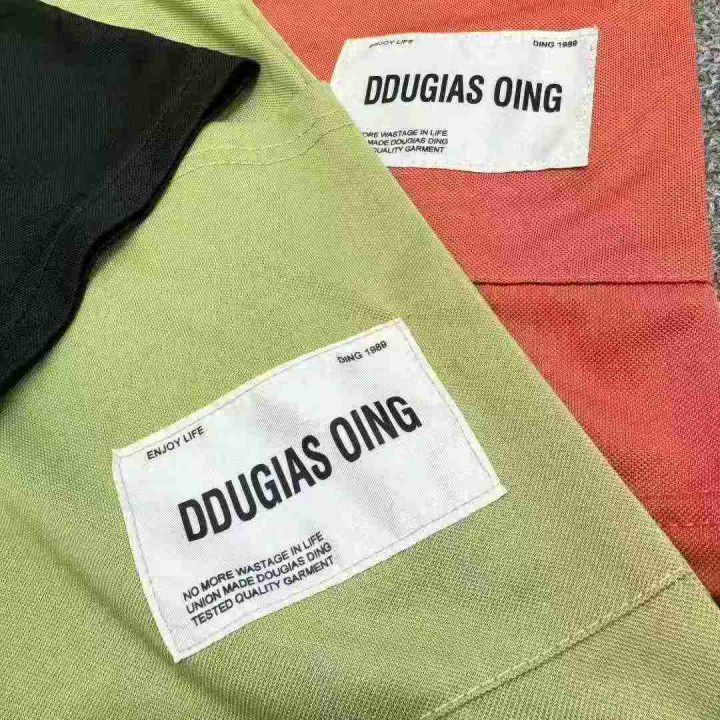 ENJOY LIFE
DING 1989
DDUGIAS OING
ORE WASTAGE IN LIFE
MADE DOUGIAS DING
QUALITY GARMENT
ENJOY LIFE
DING 1989
DDUGIAS OING
NO MORE WASTAGE IN LIFE
UNION MADE DOUGIAS DING
TESTED QUALITY GARMENT